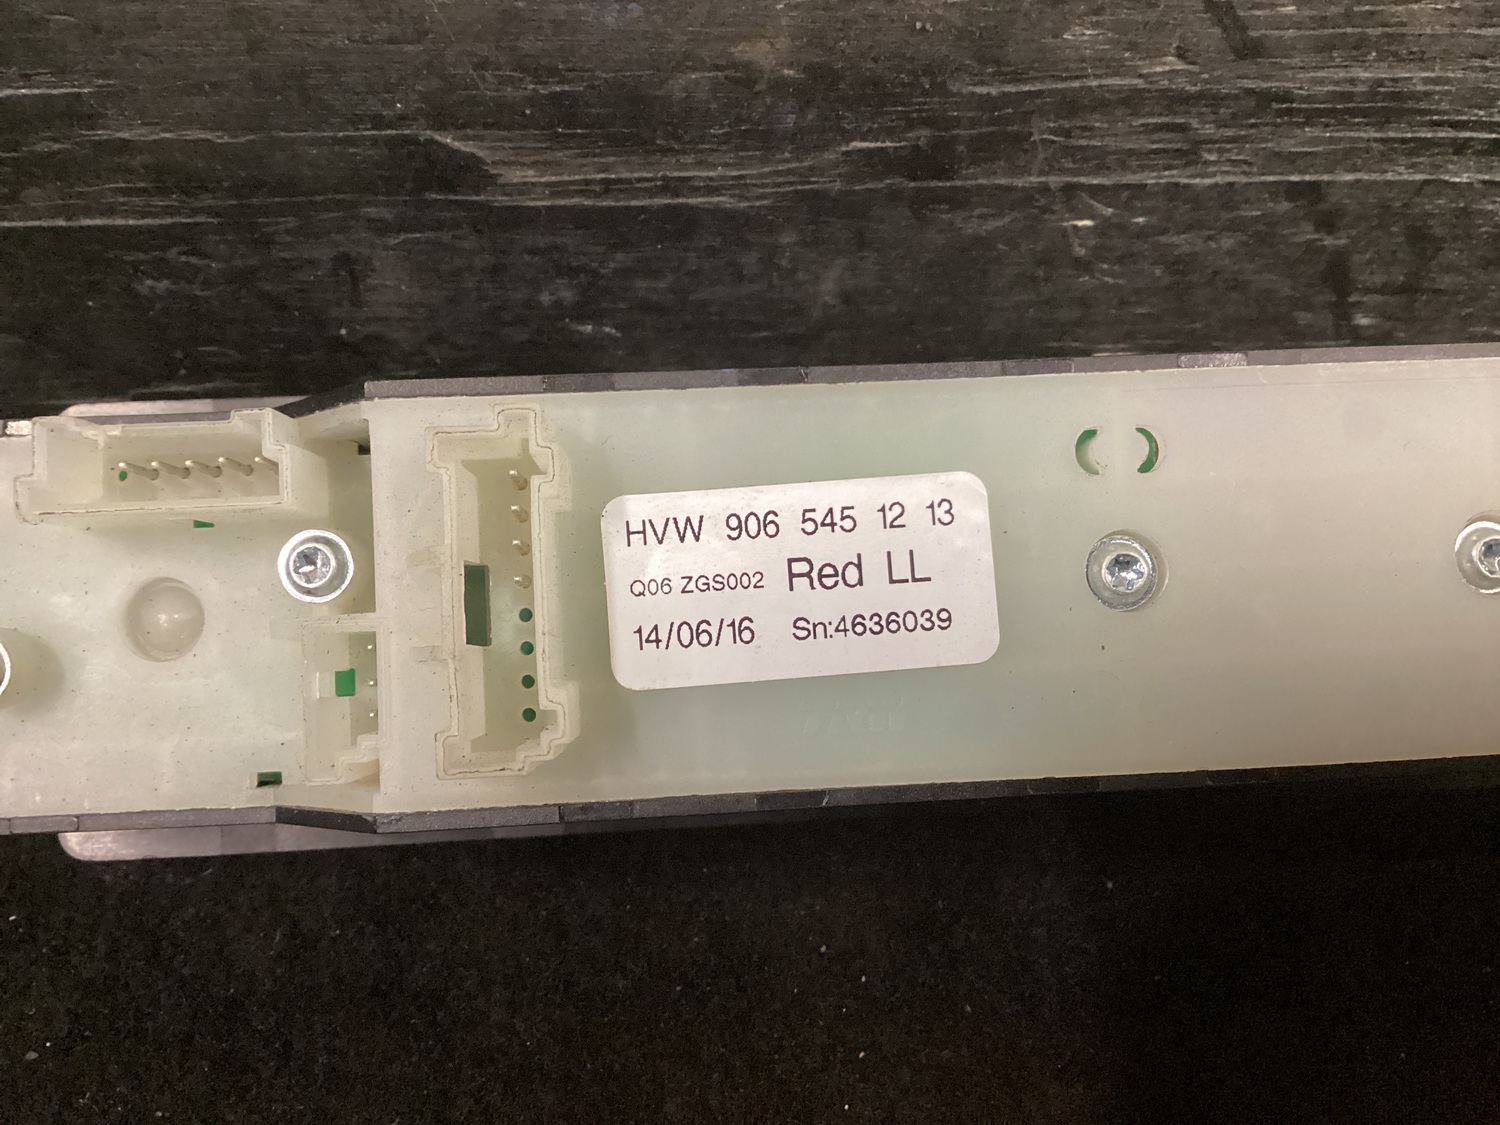 HVW 906 545 12 13
Q06 ZGS002 Red LL
14/06/16 Sn:4636039